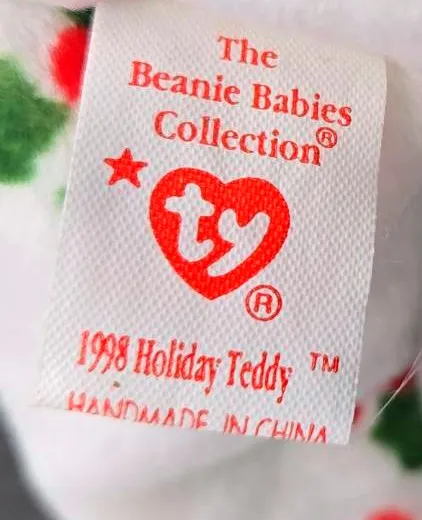 The
Beanie Babies
Collection®
ty
®
1998 Holiday Teddy ™
HANDMADE IN CHINA